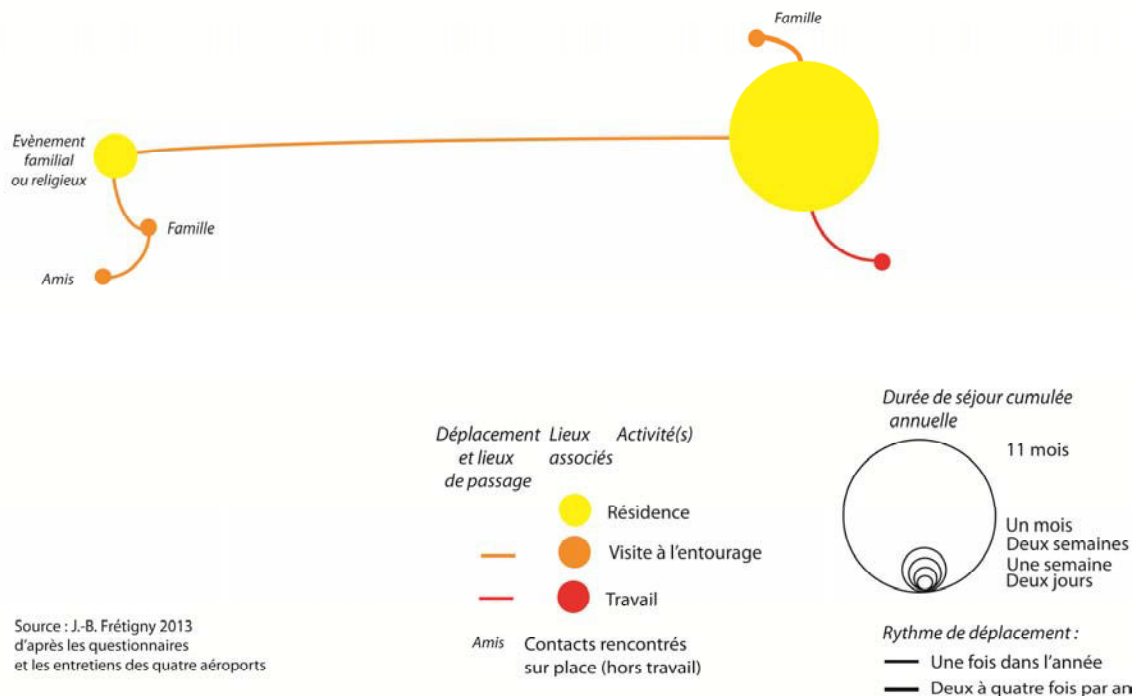 Famille
Evènement
familial
ou religieux
Famille
Amis
Déplacement
et lieux
de passage
Lieux
associés
Activité(s)
Résidence
Visite à l'entourage
Travail
Amis
Contacts rencontrés
sur place (hors travail)
Durée de séjour cumulée
annuelle
11 mois
Un mois
Deux semaines
Une semaine
Deux jours
Rythme de déplacement :
Une fois dans l'année
Deux à quatre fois par an
Source : J.-B. Frétigny 2013
d'après les questionnaires
et les entretiens des quatre aéroports